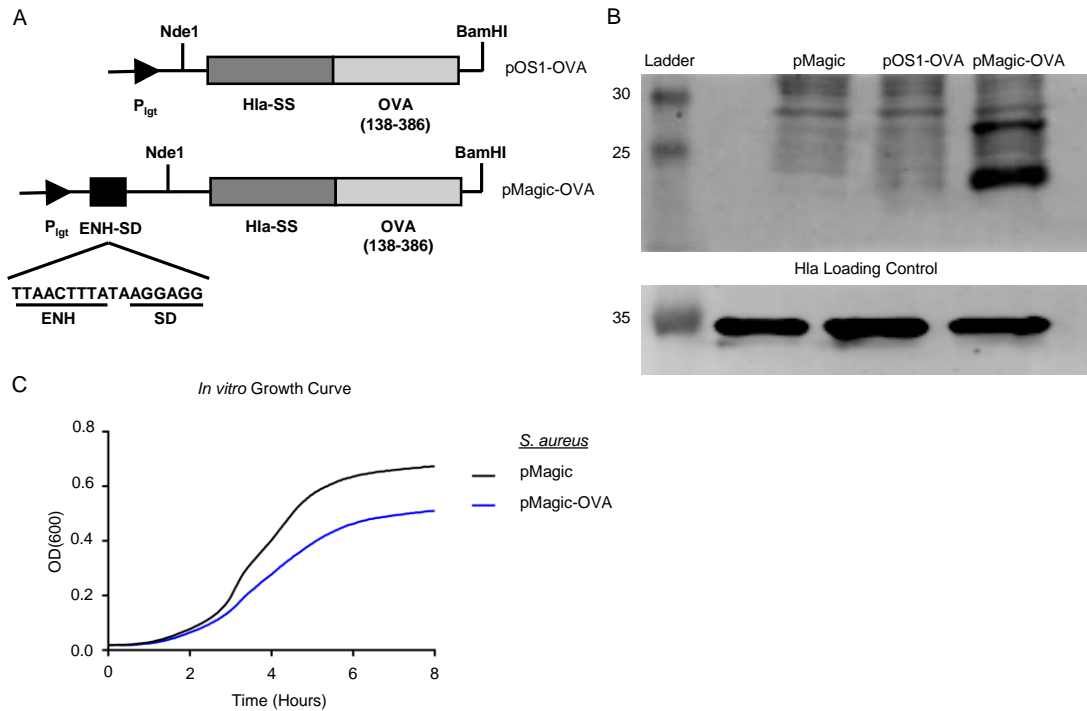 A
Nde1
BamHI
pOS1-OVA
Plgt
Hla-SS
OVA
(138-386)
Nde1
BamHI
pMagic-OVA
Plgt
ENH-SD
Hla-SS
OVA
(138-386)
TTAACTTTATAAGGAGG
ENH
SD
B
Ladder
pMagic
pOS1-OVA
pMagic-OVA
30
25
Hla Loading Control
35
C
In vitro Growth Curve
0.8
0.6
0.4
0.2
0.0
OD(600)
0
2
4
6
8
Time (Hours)
S. aureus
pMagic
pMagic-OVA